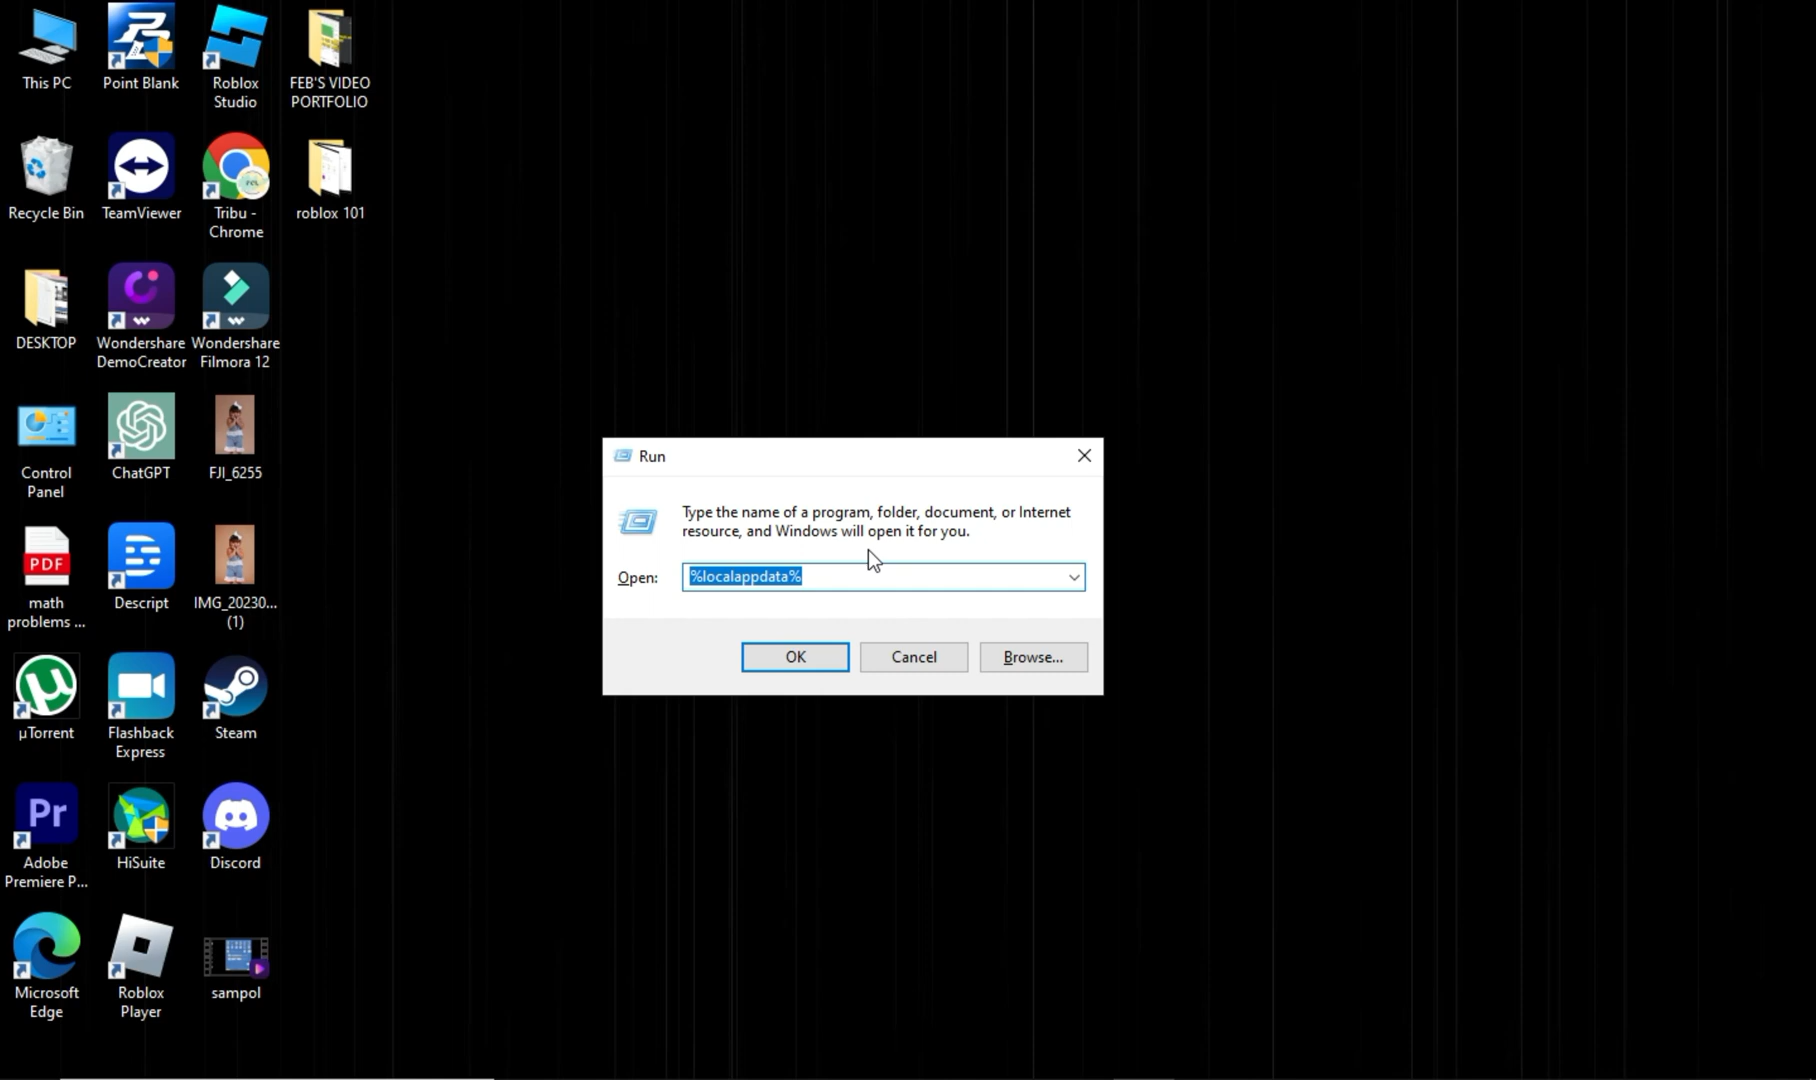 This PC
Point Blank
Roblox
Studio
FEB'S VIDEO
PORTFOLIO
Recycle Bin
TeamViewer
Tribu -
Chrome
roblox 101
DESKTOP
Wondershare
DemoCreator
Wondershare
Filmora 12
Control
Panel
ChatGPT
FJI_6255
PDF
math
problems ...
Descript
IMG_20230...
(1)
µTorrent
Flashback
Express
Steam
Pr
Adobe
Premiere P...
HiSuite
Discord
Microsoft
Edge
Roblox
Player
sampol
Run
Type the name of a program, folder, document, or Internet
resource, and Windows will open it for you.
Open:
%localappdata%
OK
Cancel
Browse...